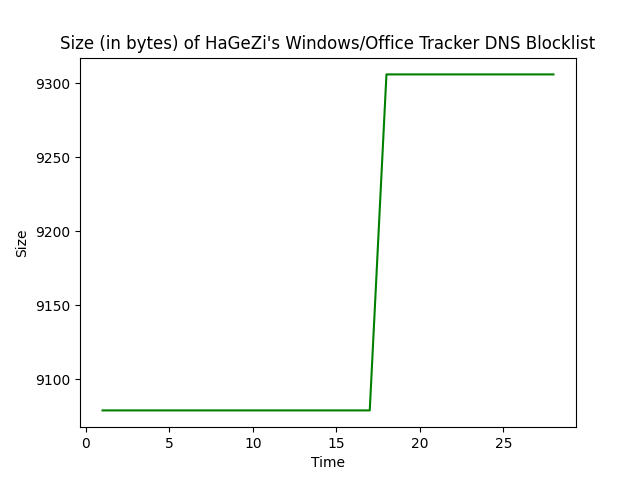 Size (in bytes) of HaGeZi's Windows/Office Tracker DNS Blocklist
9300
9250
9200
9150
9100
Size
0 5 10 15 20 25
Time